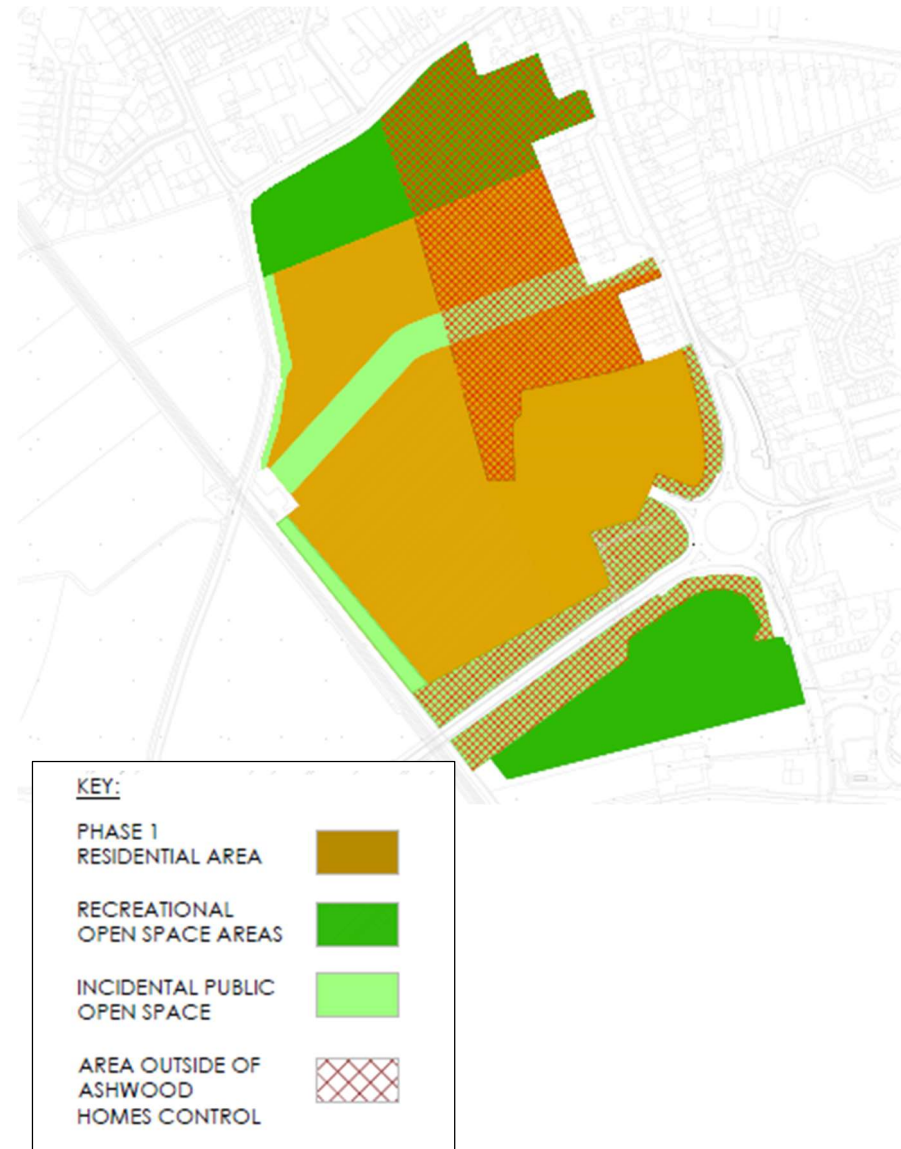 KEY:
PHASE 1
RESIDENTIAL AREA
RECREATIONAL
OPEN SPACE AREAS
INCIDENTAL PUBLIC
OPEN SPACE
AREA OUTSIDE OF
ASHWOOD
HOMES CONTROL